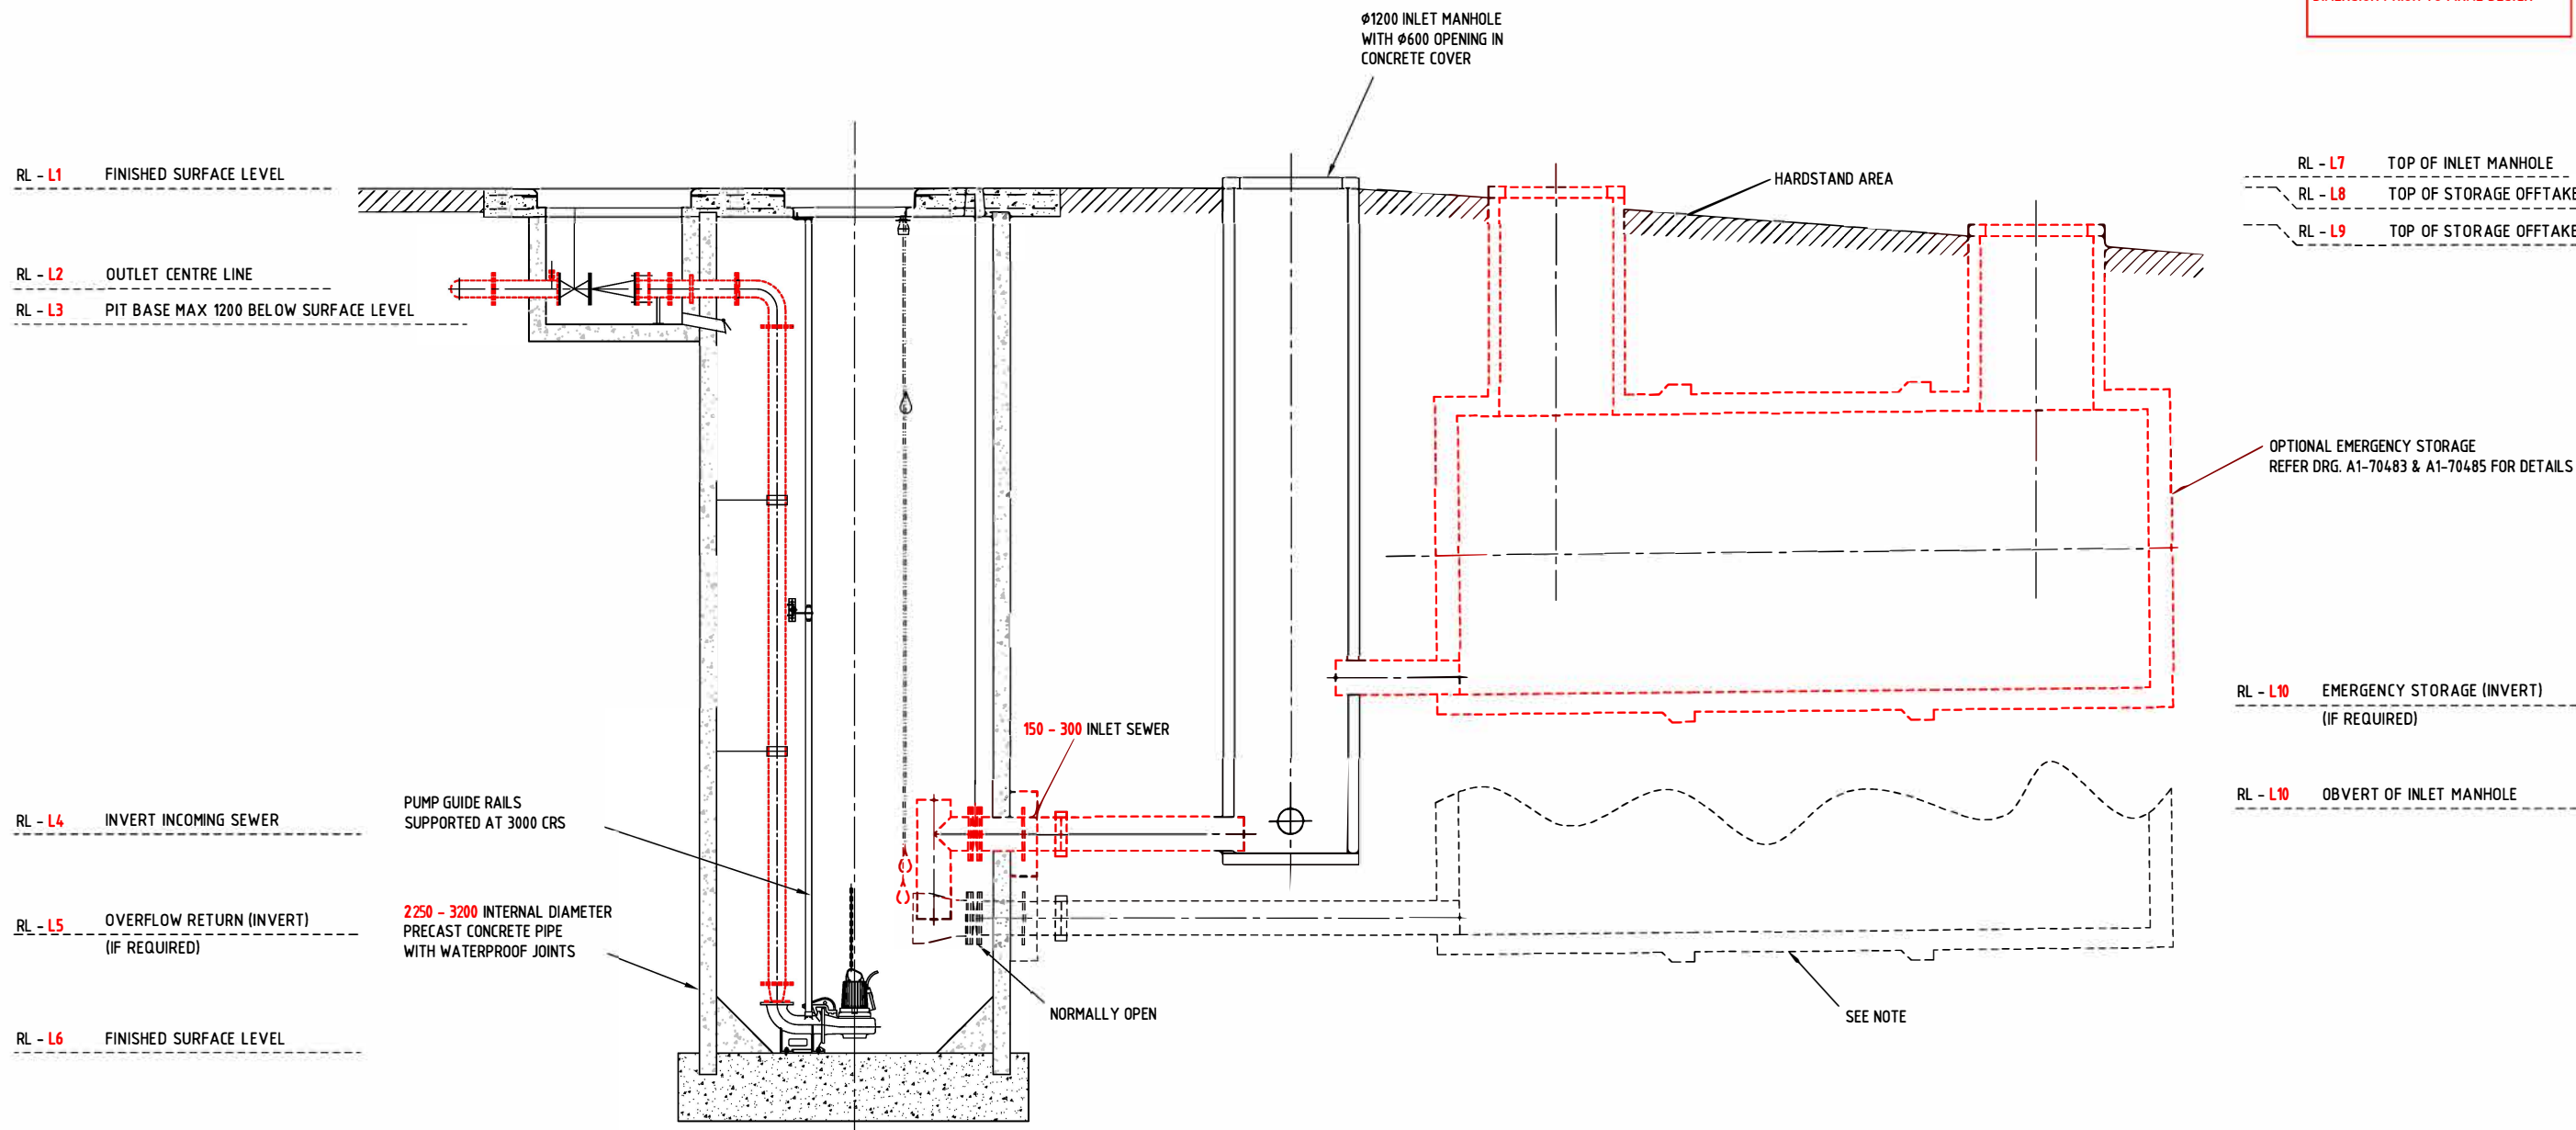 Ø1200 INLET MANHOLE
WITH Ø600 OPENING IN
CONCRETE COVER
RL - L1 FINISHED SURFACE LEVEL
RL - L2 OUTLET CENTRE LINE
RL - L3 PIT BASE MAX 1200 BELOW SURFACE LEVEL
HARDSTAND AREA
RL - L7 TOP OF INLET MANHOLE
RL - L8 TOP OF STORAGE OFFTAKE
RL - L9 TOP OF STORAGE OFFTAKE
OPTIONAL EMERGENCY STORAGE
REFER DRG. A1-70483 & A1-70485 FOR DETAILS
150 - 300 INLET SEWER
RL - L10 EMERGENCY STORAGE (INVERT)
(IF REQUIRED)
RL - L10 OBVERT OF INLET MANHOLE
PUMP GUIDE RAILS
SUPPORTED AT 3000 CRS
RL - L4 INVERT INCOMING SEWER
2250 - 3200 INTERNAL DIAMETER
PRECAST CONCRETE PIPE
WITH WATERPROOF JOINTS
RL - L5 OVERFLOW RETURN (INVERT)
(IF REQUIRED)
NORMALLY OPEN
SEE NOTE
RL - L6 FINISHED SURFACE LEVEL